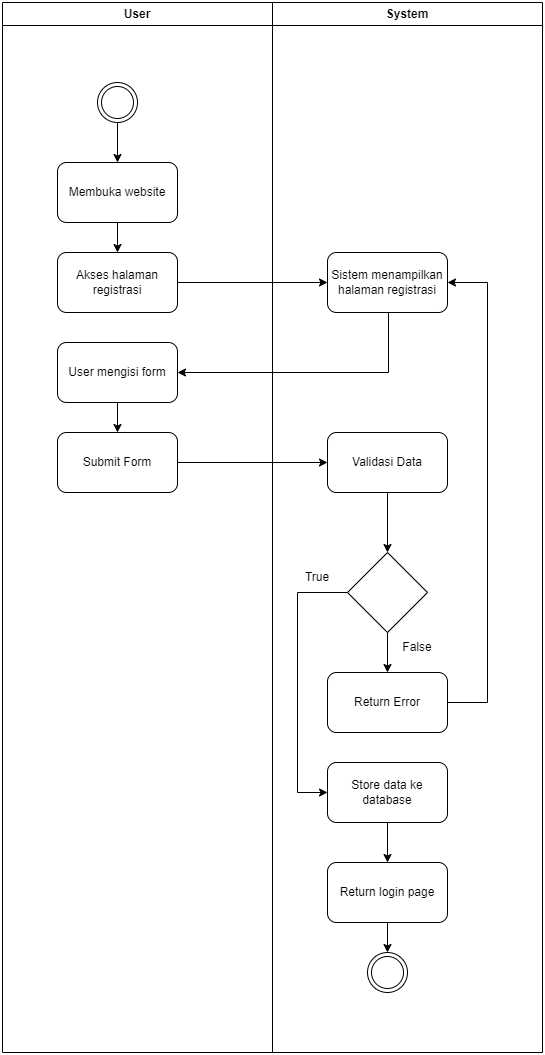 User
System
Membuka website
Akses halaman
registrasi
Sistem menampilkan
halaman registrasi
User mengisi form
Submit Form
Validasi Data
True
False
Return Error
Store data ke
database
Return login page